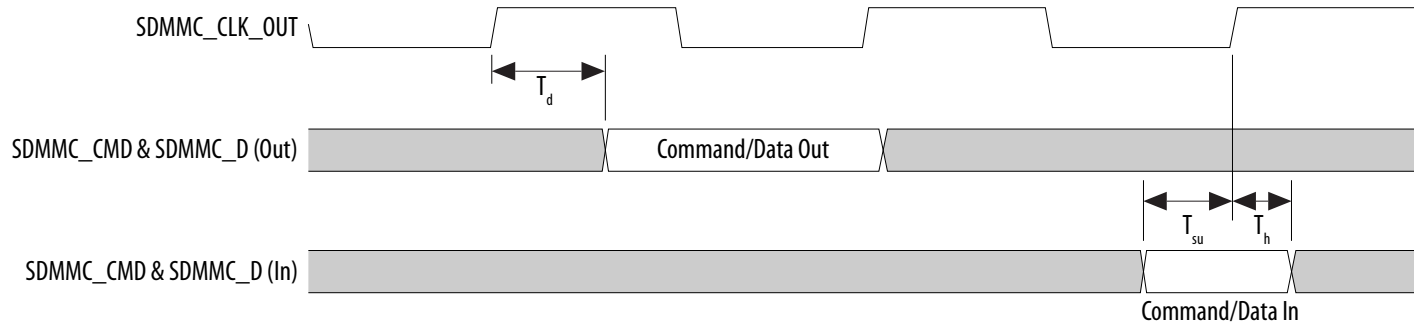 SDMMC_CLK_OUT
T_d
SDMMC_CMD & SDMMC_D (Out)
Command/Data Out
T_su
T_h
SDMMC_CMD & SDMMC_D (In)
Command/Data In